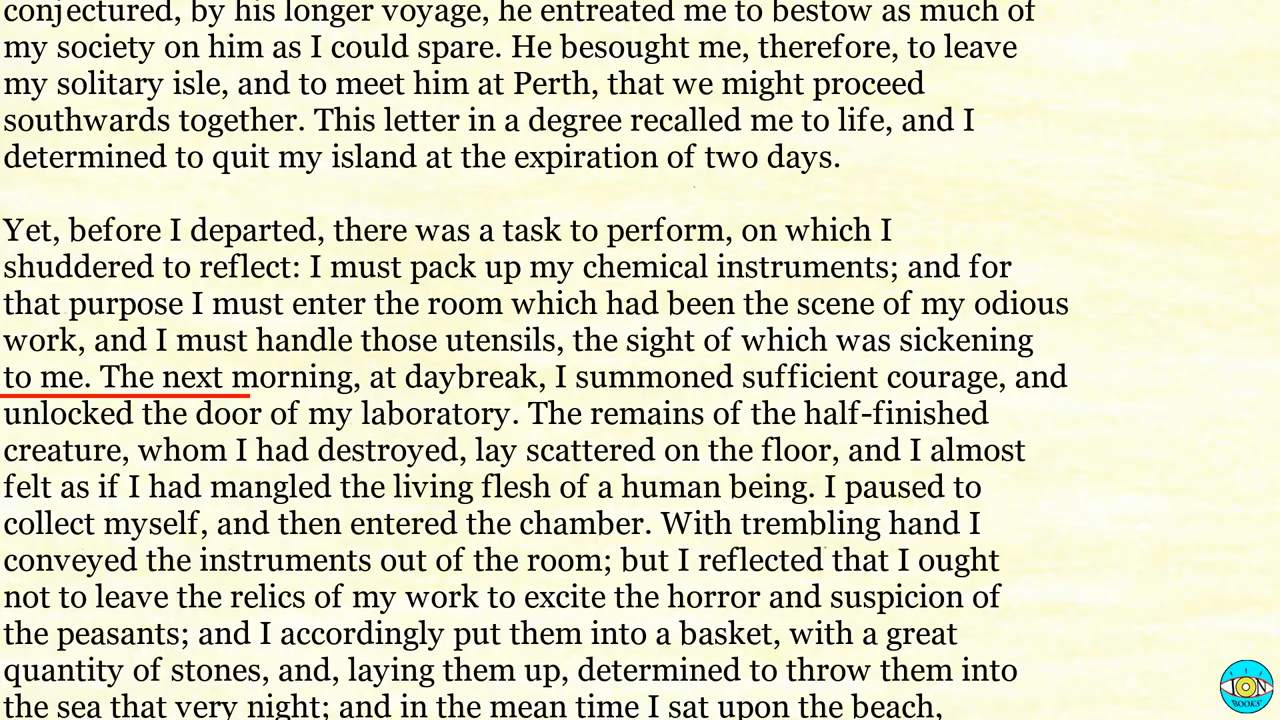 conjectured, by his longer voyage, he entreated me to bestow as much of
my society on him as I could spare. He besought me, therefore, to leave
my solitary isle, and to meet him at Perth, that we might proceed
southwards together. This letter in a degree recalled me to life, and I
determined to quit my island at the expiration of two days.
Yet, before I departed, there was a task to perform, on which I
shuddered to reflect: I must pack up my chemical instruments; and for
that purpose I must enter the room which had been the scene of my odious
work, and I must handle those utensils, the sight of which was sickening
to me. The next morning, at daybreak, I summoned sufficient courage, and
unlocked the door of my laboratory. The remains of the half-finished
creature, whom I had destroyed, lay scattered on the floor, and I almost
felt as if I had mangled the living flesh of a human being. I paused to
collect myself, and then entered the chamber. With trembling hand I
conveyed the instruments out of the room; but I reflected that I ought
not to leave the relics of my work to excite the horror and suspicion of
the peasants; and I accordingly put them into a basket, with a great
quantity of stones, and, laying them up, determined to throw them into
the sea that very night; and in the mean time I sat upon the beach,
ION
BOOKS